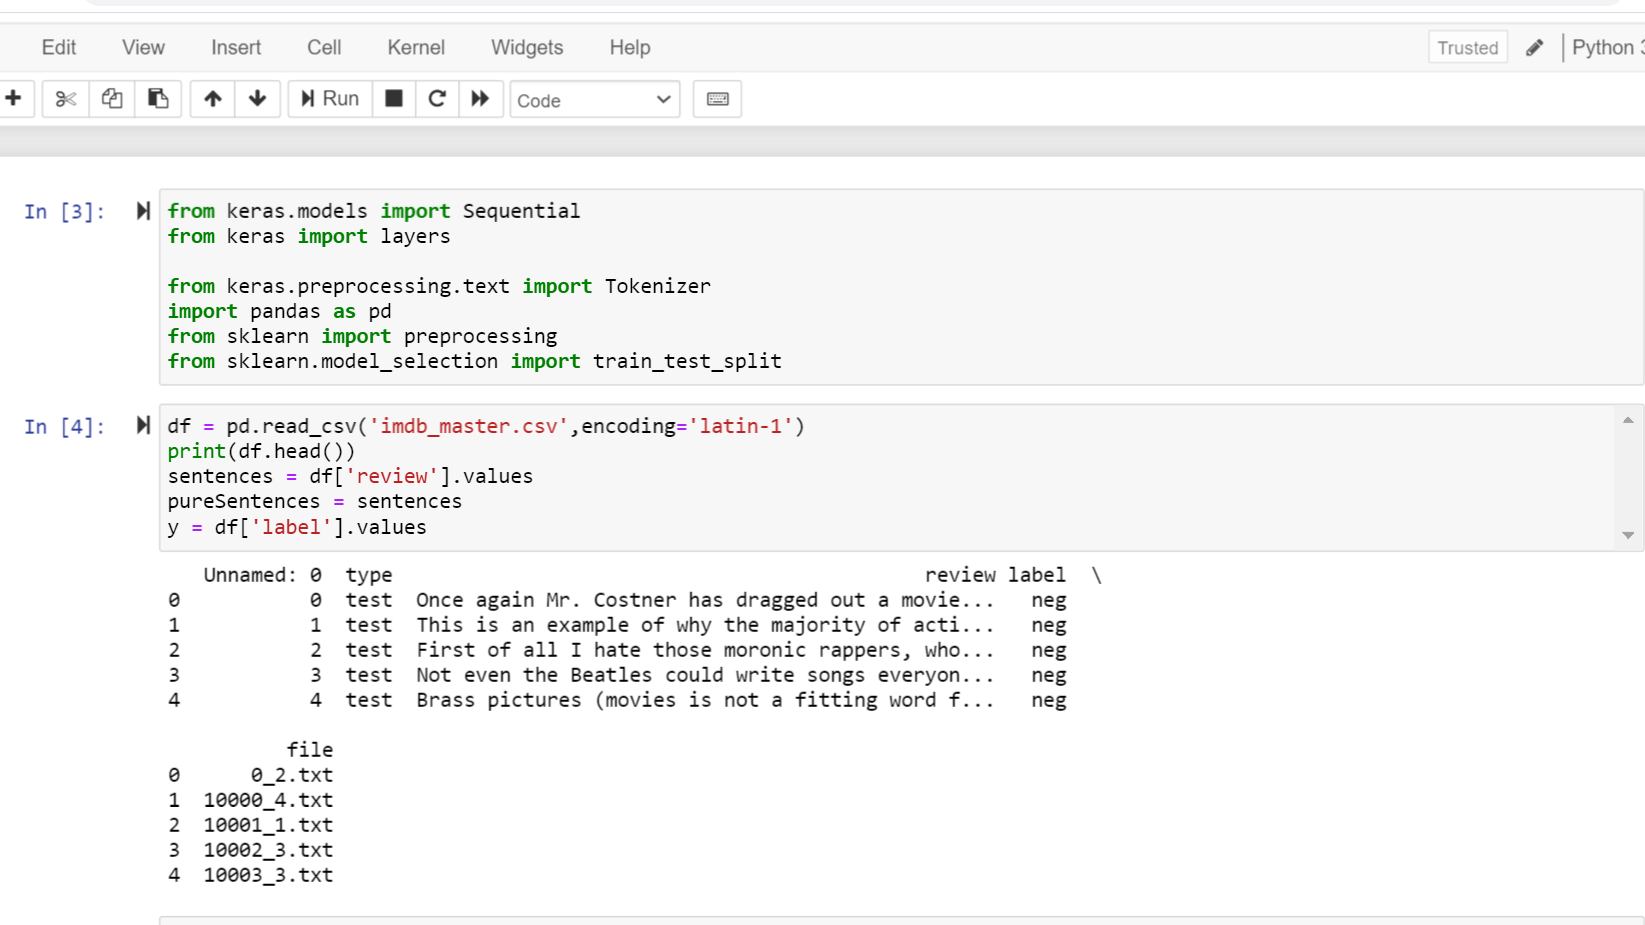 Edit View Insert Cell Kernel Widgets Help Trusted Python 3
Run Code
In [3]: from keras.models import Sequential
from keras import layers
from keras.preprocessing.text import Tokenizer
import pandas as pd
from sklearn import preprocessing
from sklearn.model_selection import train_test_split
In [4]: df = pd.read_csv('imdb_master.csv',encoding='latin-1')
print(df.head())
sentences = df['review'].values
pureSentences = sentences
y = df['label'].values
Unnamed: 0 type review label \
0 0 test Once again Mr. Costner has dragged out a movie... neg
1 1 test This is an example of why the majority of acti... neg
2 2 test First of all I hate those moronic rappers, who... neg
3 3 test Not even the Beatles could write songs everyon... neg
4 4 test Brass pictures (movies is not a fitting word f... neg
file
0 0_2.txt
1 10000_4.txt
2 10001_1.txt
3 10002_3.txt
4 10003_3.txt